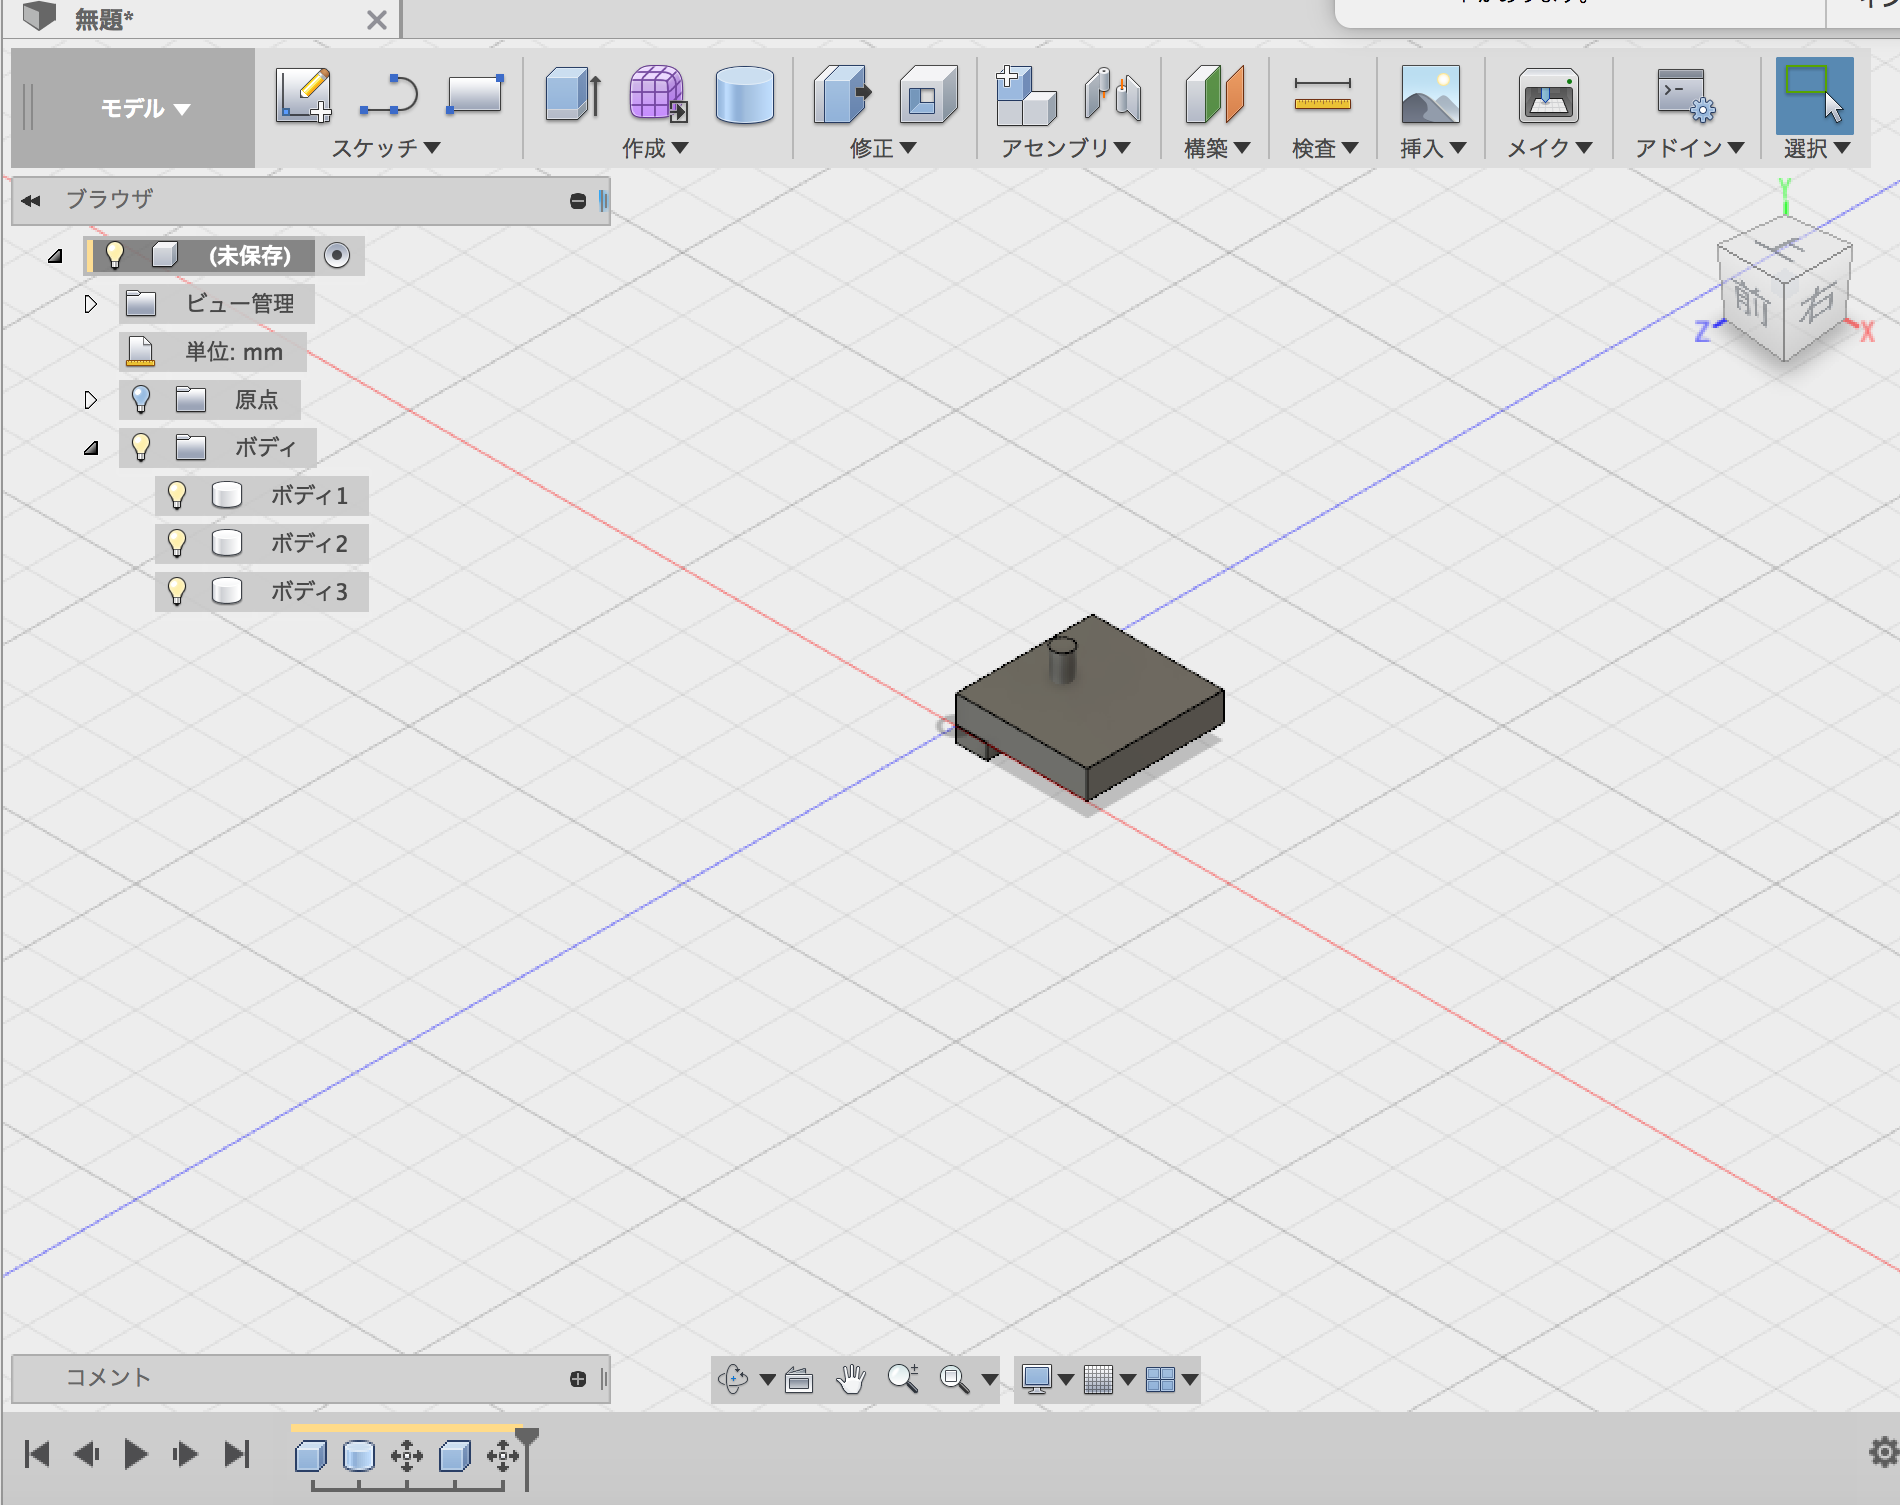 無題*
モデル
スケッチ
作成
修正
アセンブリ
構築
検査
挿入
メイク
アドイン
選択
ブラウザ
(未保存)
ビュー管理
単位: mm
原点
ボディ
ボディ1
ボディ2
ボディ3
Y
上
前
右
Z
X
コメント